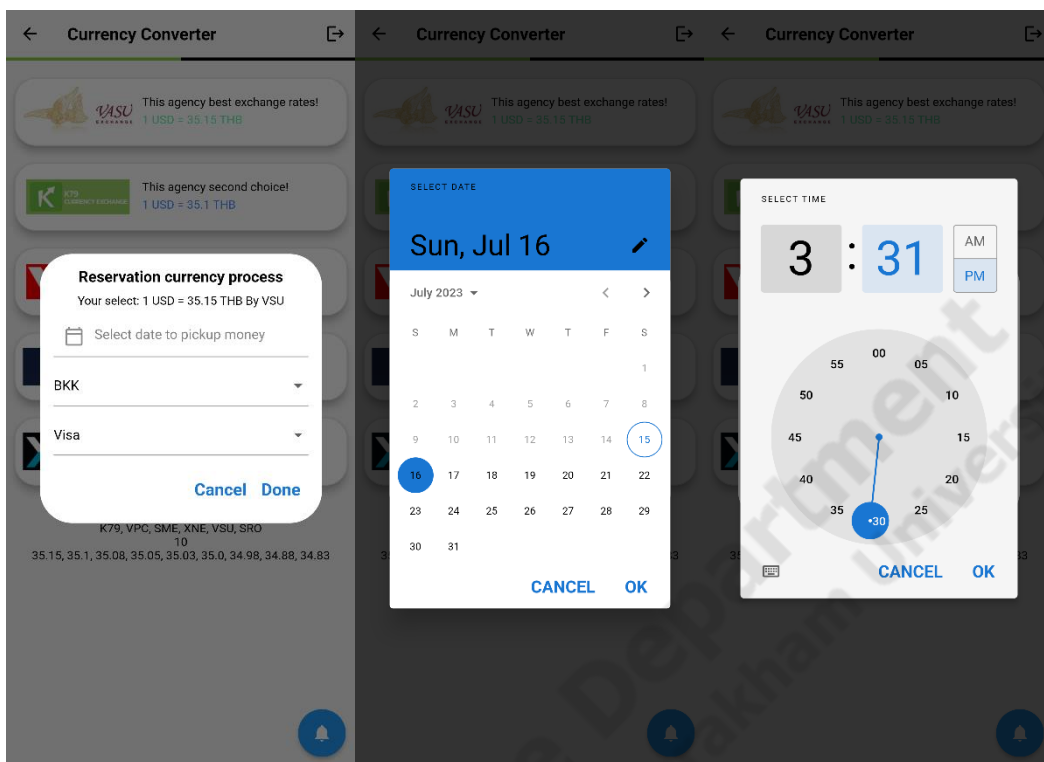 Currency Converter
VASU
EXCHANGE
This agency best exchange rates!
1 USD = 35.15 THB
K79
CURRENCY EXCHANGE
This agency second choice!
1 USD = 35.1 THB
Reservation currency process
Your select: 1 USD = 35.15 THB By VSU
Select date to pickup money
BKK
Visa
Cancel Done
K79, VPC, SME, XNE, VSU, SRO
10
35.15, 35.1, 35.08, 35.05, 35.03, 35.0, 34.98, 34.88, 34.83
Currency Converter
VASU
EXCHANGE
This agency best exchange rates!
1 USD = 35.15 THB
SELECT DATE
Sun, Jul 16
July 2023
S M T W T F S
1
2 3 4 5 6 7 8
9 10 11 12 13 14 15
16 17 18 19 20 21 22
23 24 25 26 27 28 29
30 31
CANCEL OK
Currency Converter
VASU
EXCHANGE
This agency best exchange rates!
1 USD = 35.15 THB
SELECT TIME
3 : 31
AM
PM
00
55 05
50 10
45 15
40 20
35 25
30
CANCEL OK
Department